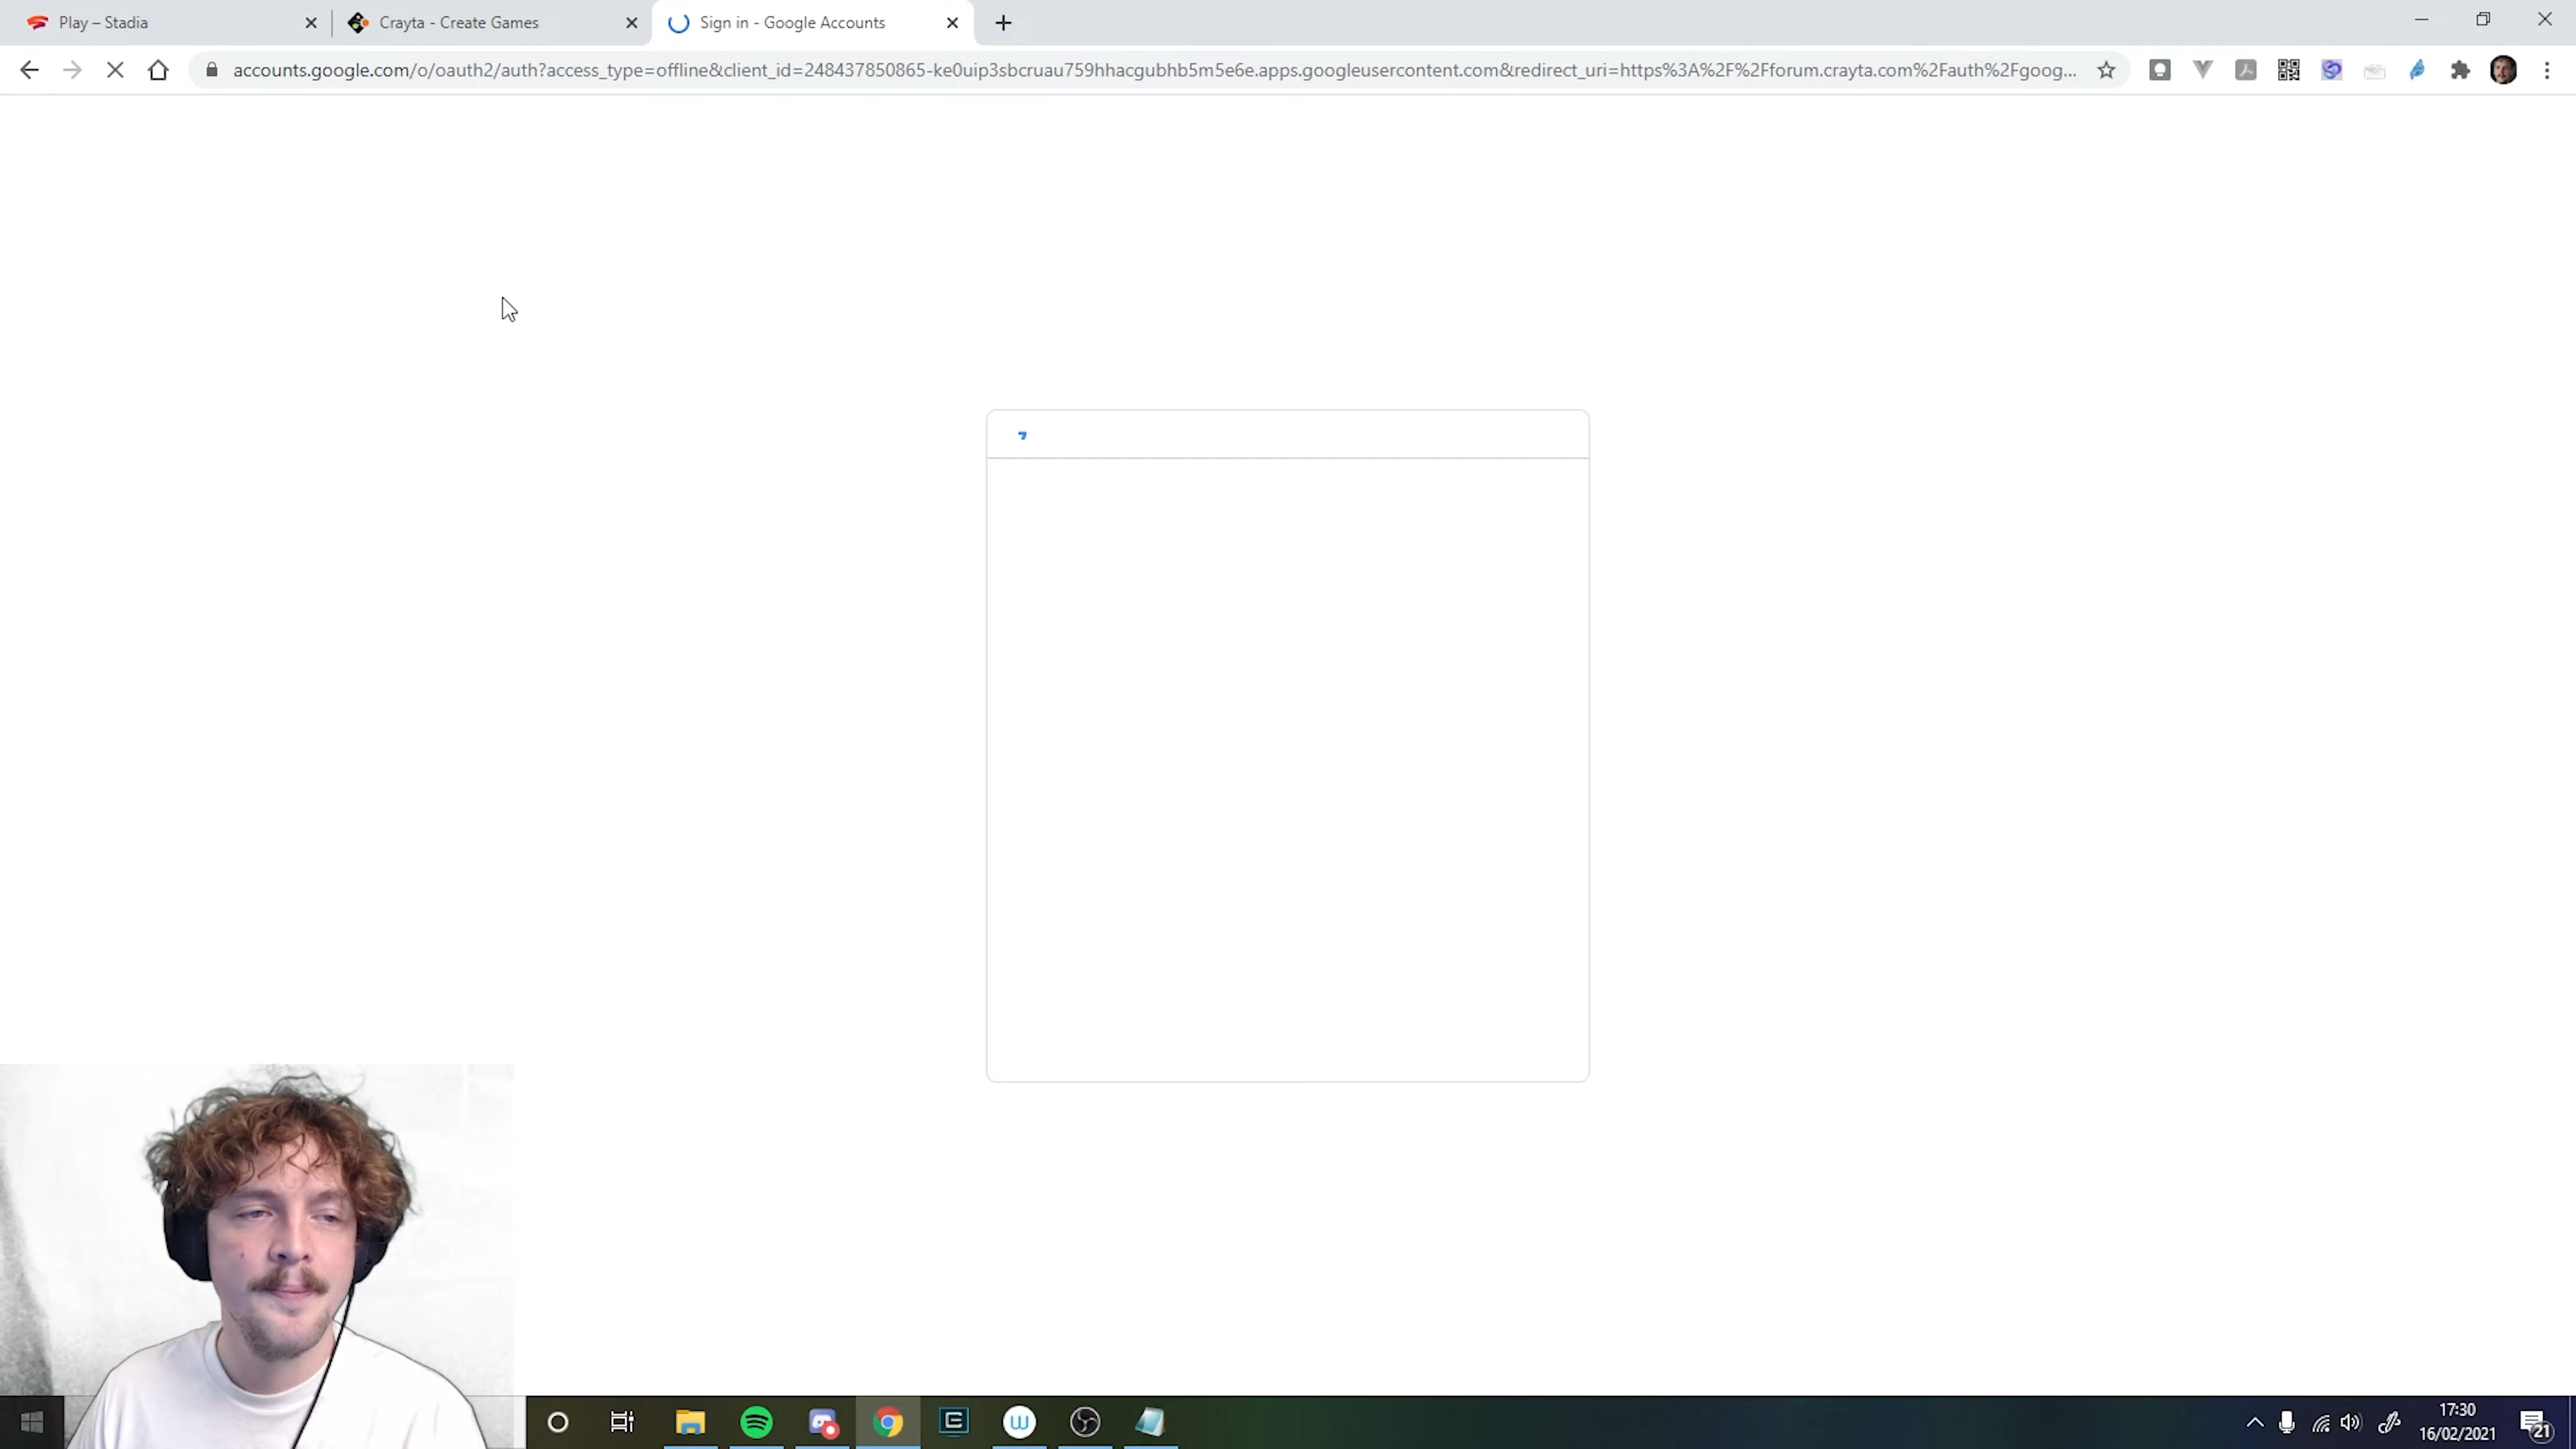 Play – Stadia
Crayta - Create Games
Sign in - Google Accounts
accounts.google.com/o/oauth2/auth?access_type=offline&client_id=248437850865-ke0uip3sbcruau759hhacgubhb5m5e6e.apps.googleusercontent.com&redirect_uri=https%3A%2F%2Fforum.crayta.com%2Fauth%2Fgoog...
17:30
16/02/2021
21